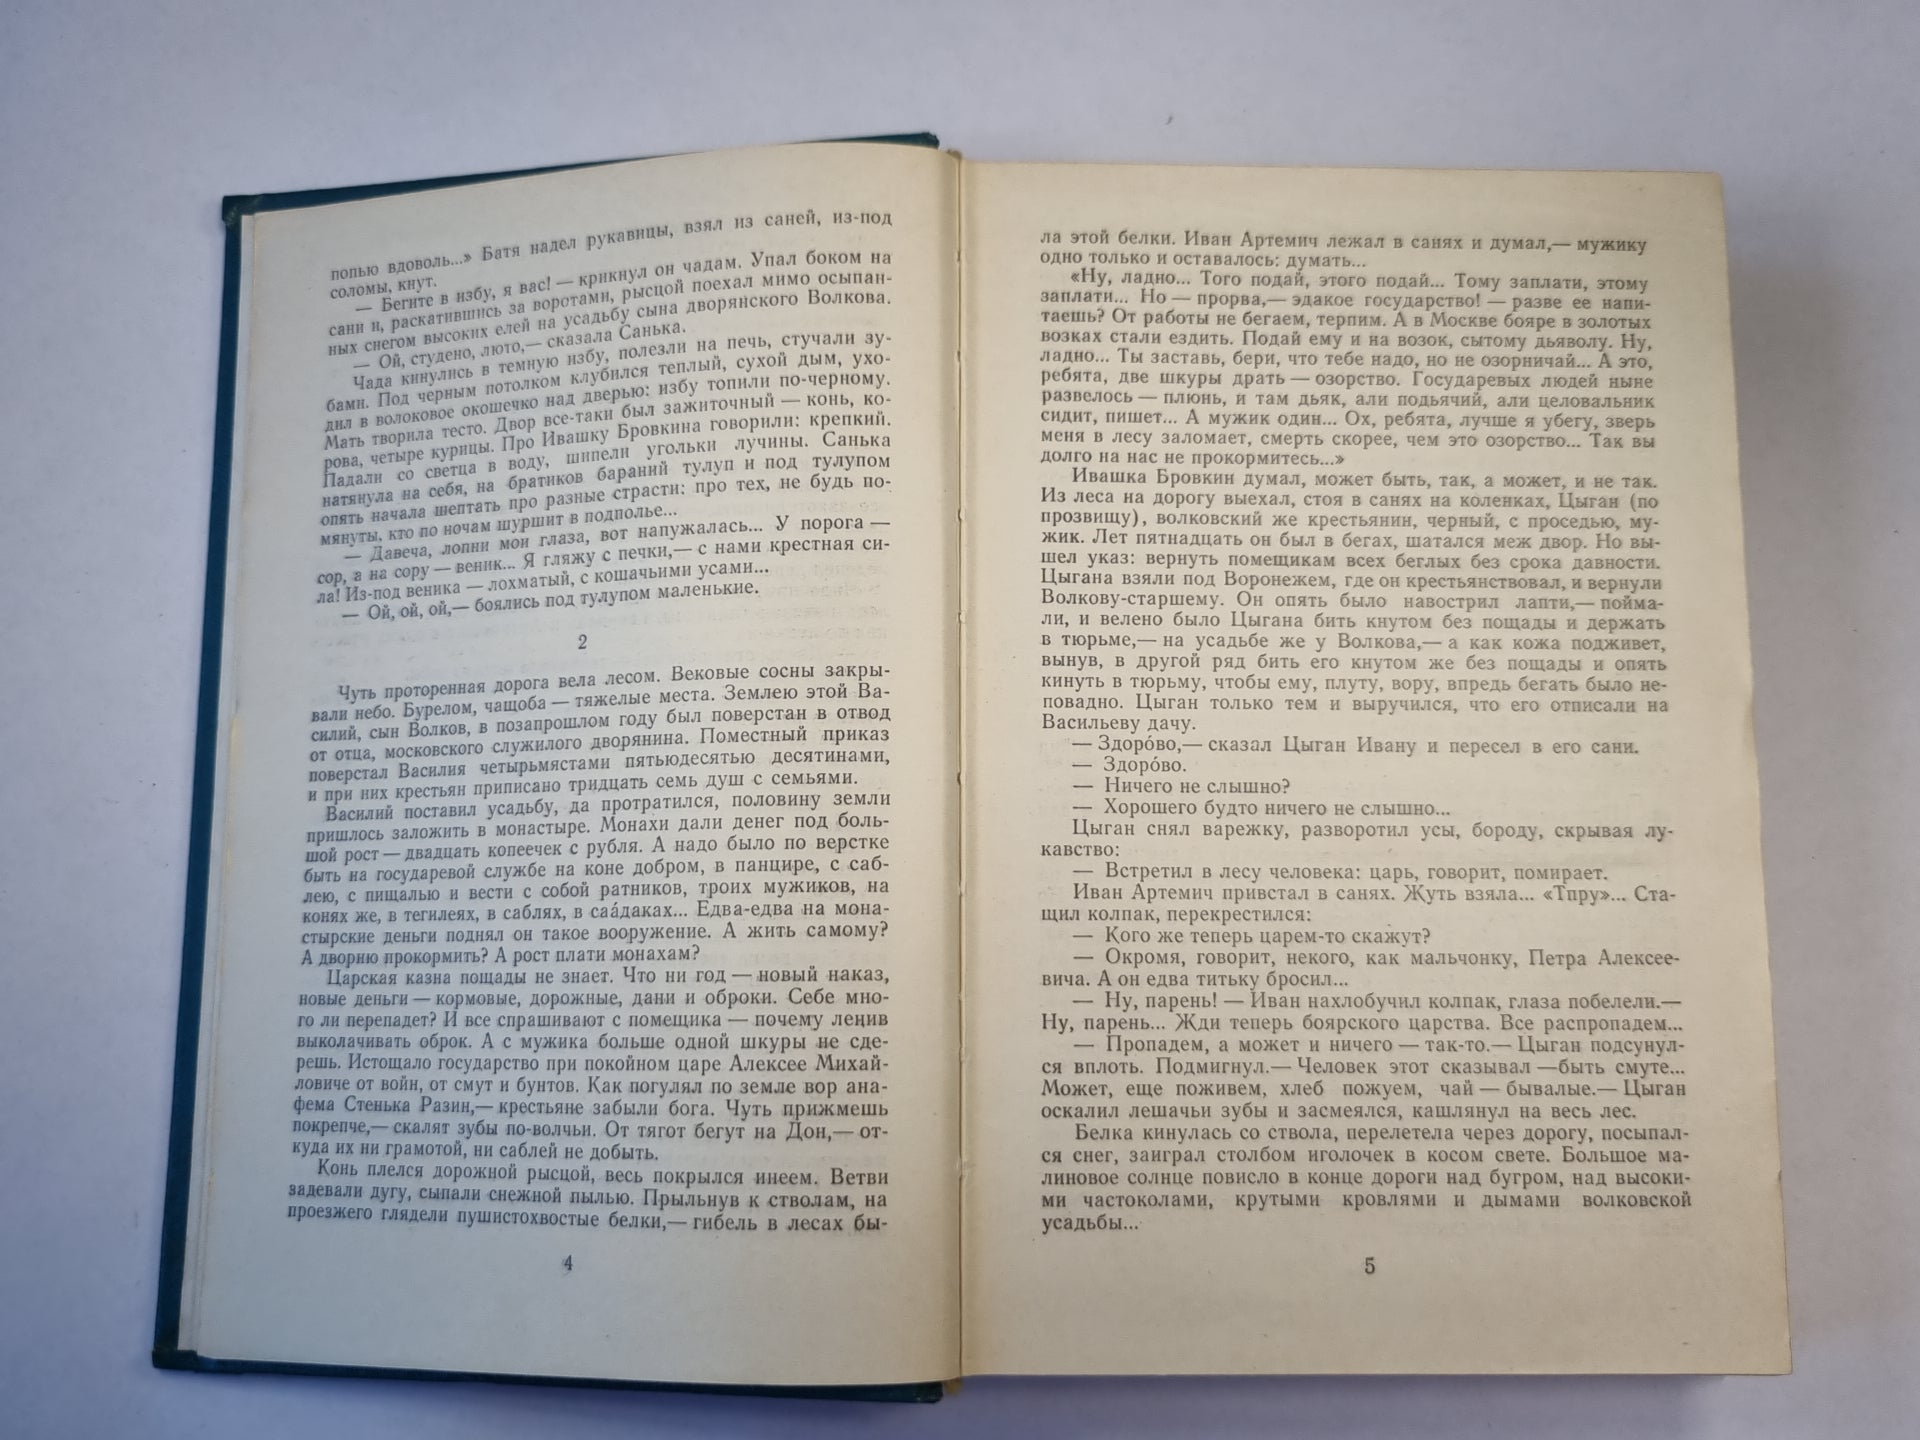 попью вдоволь...» Батя надел рукавицы, взял из саней, из-под
соломы, кнут.
— Бегите в избу, я вас! — крикнул он чадам. Упал боком на
сани и, раскатившись за воротами, рысцой поехал мимо осыпан-
ных снегом высоких елей на усадьбу сына дворянского Волкова.
— Ой, студено, люто,— сказала Санька.
Чада кинулись в темную избу, полезли на печь, стучали зу-
бами. Под черным потолком клубился теплый, сухой дым, ухо-
дил в волоковое окошечко над дверью: избу топили по-черному.
Мать творила тесто. Двор все-таки был зажиточный — конь, ко-
рова, четыре курицы. Про Ивашку Бровкина говорили: крепкий.
Падали со светца в воду, шипели угольки лучины. Санька
натянула на себя, на братиков бараний тулуп и под тулупом
опять начала шептать про разные страсти: про тех, не будь по-
мянуты, кто по ночам шуршит в подполье...
— Давеча, лопни мои глаза, вот напужалась... У порога —
сор, а на сору — веник... Я гляжу с печки,— с нами крестная си-
ла! Из-под веника — лохматый, с кошачьими усами...
— Ой, ой, ой,— боялись под тулупом маленькие.
2
Чуть проторенная дорога вела лесом. Вековые сосны закры-
вали небо. Бурелом, чащоба — тяжелые места. Землею этой Ва-
силий, сын Волков, в позапрошлом году был поверстан в отвод
от отца, московского служилого дворянина. Поместный приказ
поверстал Василия четырьмястами пятьюдесятью десятинами,
и при них крестьян приписано тридцать семь душ с семьями.
Василий поставил усадьбу, да протратился, половину земли
пришлось заложить в монастыре. Монахи дали денег под боль-
шой рост — двадцать копеечек с рубля. А надо было по верстке
быть на государевой службе на коне добром, в панцире, с саб-
лею, с пищалью и вести с собой ратников, троих мужиков, на
конях же, в тегилеях, в саблях, в саа́даках... Едва-едва на мона-
стырские деньги поднял он такое вооружение. А жить самому?
А дворню прокормить? А рост плати монахам?
Царская казна пощады не знает. Что ни год — новый наказ,
новые деньги — кормовые, дорожные, дани и оброки. Себе мно-
го ли перепадет? И все спрашивают с помещика — почему ленив
выколачивать оброк. А с мужика больше одной шкуры не сде-
решь. Истощало государство при покойном царе Алексее Михай-
ловиче от войн, от смут и бунтов. Как погулял по земле вор ана-
фема Стенька Разин,— крестьяне забыли бога. Чуть прижмешь
покрепче,— скалят зубы по-волчьи. От тягот бегут на Дон,— от-
куда их ни грамотой, ни саблей не добыть.
Конь плелся дорожной рысцой, весь покрылся инеем. Ветви
задевали дугу, сыпали снежной пылью. Прыльнув к стволам, на
проезжего глядели пушистохвостые белки,— гибель в лесах бы-
4
ла этой белки. Иван Артемич лежал в санях и думал,— мужику
одно только и оставалось: думать...
«Ну, ладно... Того подай, этого подай... Тому заплати, этому
заплати... Но — прорва,— эдакое государство! — разве ее напи-
таешь? От работы не бегаем, терпим. А в Москве бояре в золотых
возках стали ездить. Подай ему и на возок, сытому дьяволу. Ну,
ладно... Ты заставь, бери, что тебе надо, но не озорничай... А это,
ребята, две шкуры драть — озорство. Государевых людей ныне
развелось — плюнь, и там дьяк, али подьячий, али целовальник
сидит, пишет... А мужик один... Ох, ребята, лучше я убегу, зверь
меня в лесу заломает, смерть скорее, чем это озорство... Так вы
долго на нас не прокормитесь...»
Ивашка Бровкин думал, может быть, так, а может, и не так.
Из леса на дорогу выехал, стоя в санях на коленках, Цыган (по
прозвищу), волковский же крестьянин, черный, с проседью, му-
жик. Лет пятнадцать он был в бегах, шатался меж двор. Но вы-
шел указ: вернуть помещикам всех беглых без срока давности.
Цыгана взяли под Воронежем, где он крестьянствовал, и вернули
Волкову-старшему. Он опять было навострил лапти,— пойма-
ли, и велено было Цыгана бить кнутом без пощады и держать
в тюрьме,— на усадьбе же у Волкова,— а как кожа подживет,
вынув, в другой ряд бить его кнутом же без пощады и опять
кинуть в тюрьму, чтобы ему, плуту, вору, впредь бегать было не-
повадно. Цыган только тем и выручился, что его отписали на
Васильеву дачу.
— Здоро́во,— сказал Цыган Ивану и пересел в его сани.
— Здоро́во.
— Ничего не слышно?
— Хорошего будто ничего не слышно...
Цыган снял варежку, разворотил усы, бороду, скрывая лу-
кавство:
— Встретил в лесу человека: царь, говорит, помирает.
Иван Артемич привстал в санях. Жуть взяла... «Тпру»... Ста-
щил колпак, перекрестился:
— Кого же теперь царем-то скажут?
— Окромя, говорит, некого, как мальчонку, Петра Алексее-
вича. А он едва титьку бросил...
— Ну, парень! — Иван нахлобучил колпак, глаза побелели.—
Ну, парень... Жди теперь боярского царства. Все распропадем...
— Пропадем, а может и ничего — так-то.— Цыган подсунул-
ся вплоть. Подмигнул.— Человек этот сказывал —быть смуте...
Может, еще поживем, хлеб пожуем, чай — бывалые.— Цыган
оскалил лешачьи зубы и засмеялся, кашлянул на весь лес.
Белка кинулась со ствола, перелетела через дорогу, посыпал-
ся снег, заиграл столбом иголочек в косом свете. Большое ма-
линовое солнце повисло в конце дороги над бугром, над высоки-
ми частоколами, крутыми кровлями и дымами волковской
усадьбы...
5